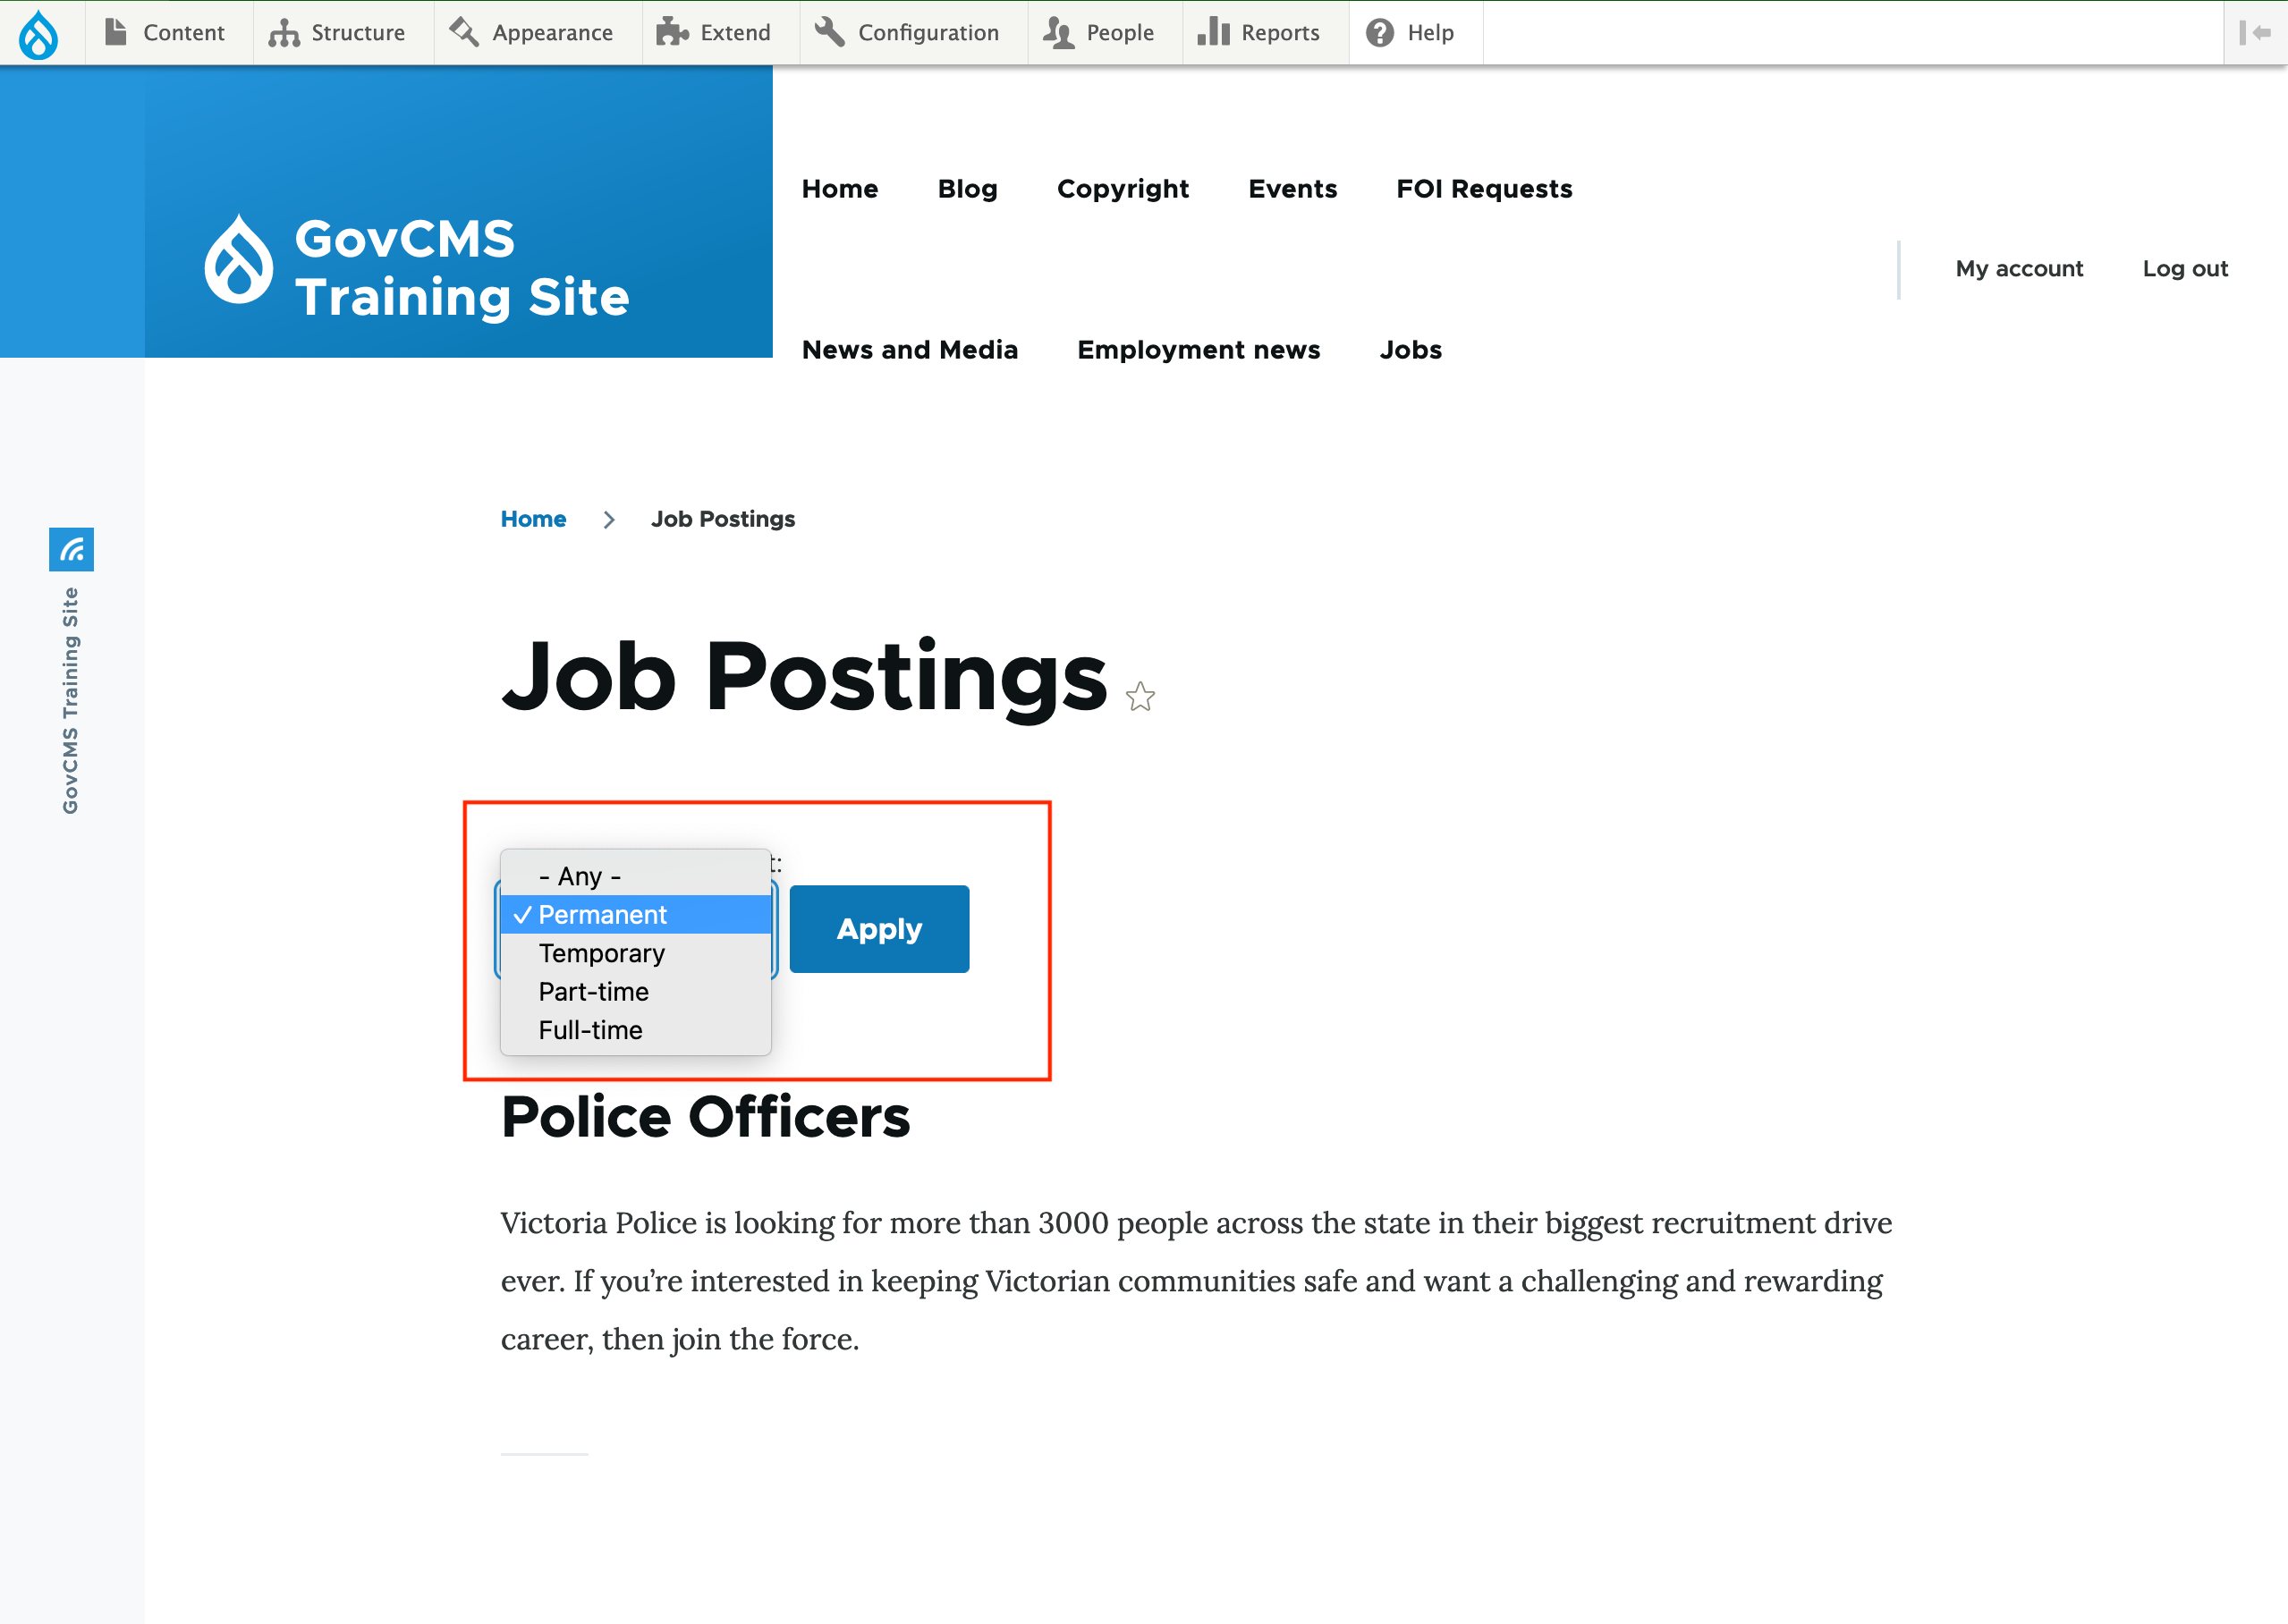 Content Structure Appearance Extend Configuration People Reports Help
GovCMS
Training Site
Home Blog Copyright Events FOI Requests
My account Log out
News and Media Employment news Jobs
Home Job Postings
GovCMS Training Site
Job Postings
t:
- Any -
✓ Permanent
Temporary
Part-time
Full-time
Apply
Police Officers
Victoria Police is looking for more than 3000 people across the state in their biggest recruitment drive
ever. If you’re interested in keeping Victorian communities safe and want a challenging and rewarding
career, then join the force.